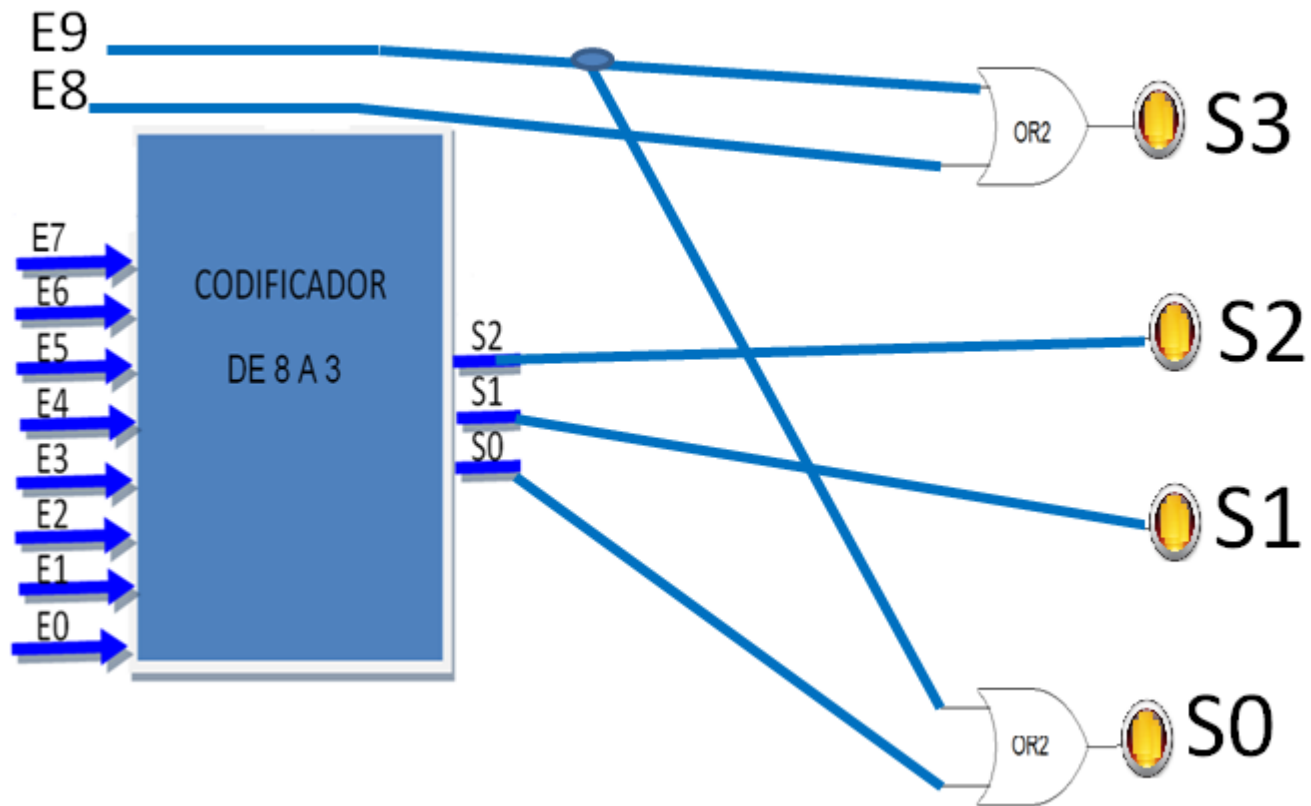 E9
E8
OR2
S3
E7
E6
E5
E4
E3
E2
E1
E0
CODIFICADOR
DE 8 A 3
S2
S1
S0
S2
S1
OR2
S0